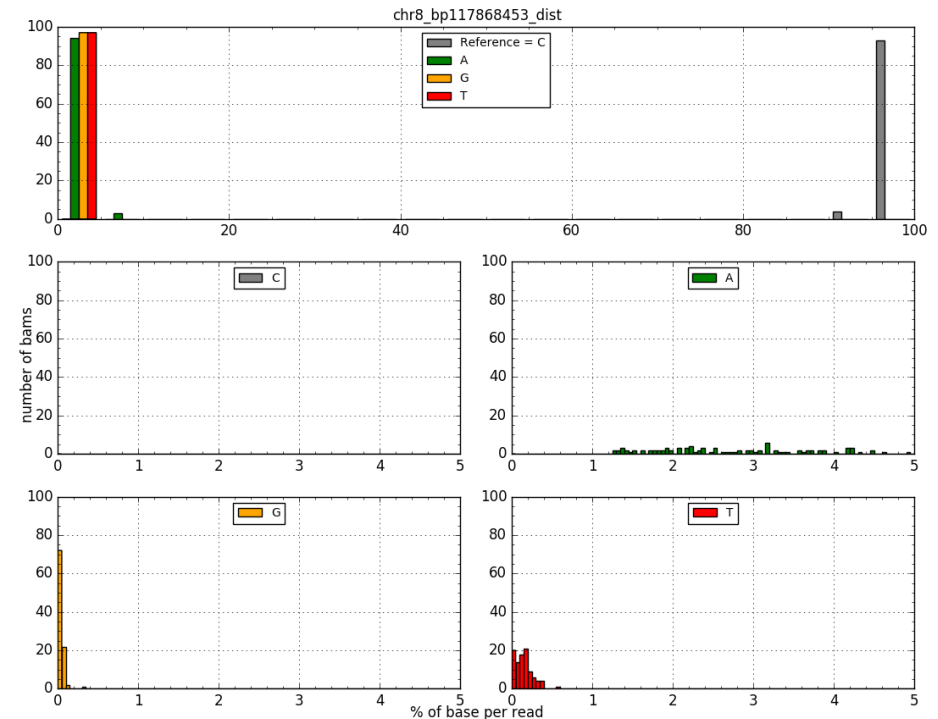 chr8_bp117868453_dist
100
80
60
40
20
0
0 20 40 60 80 100
Reference = C
A
G
T
number of bams
100
80
60
40
20
0
0 1 2 3 4 5
C
100
80
60
40
20
0
0 1 2 3 4 5
A
100
80
60
40
20
0
0 1 2 3 4 5
G
100
80
60
40
20
0
0 1 2 3 4 5
T
% of base per read